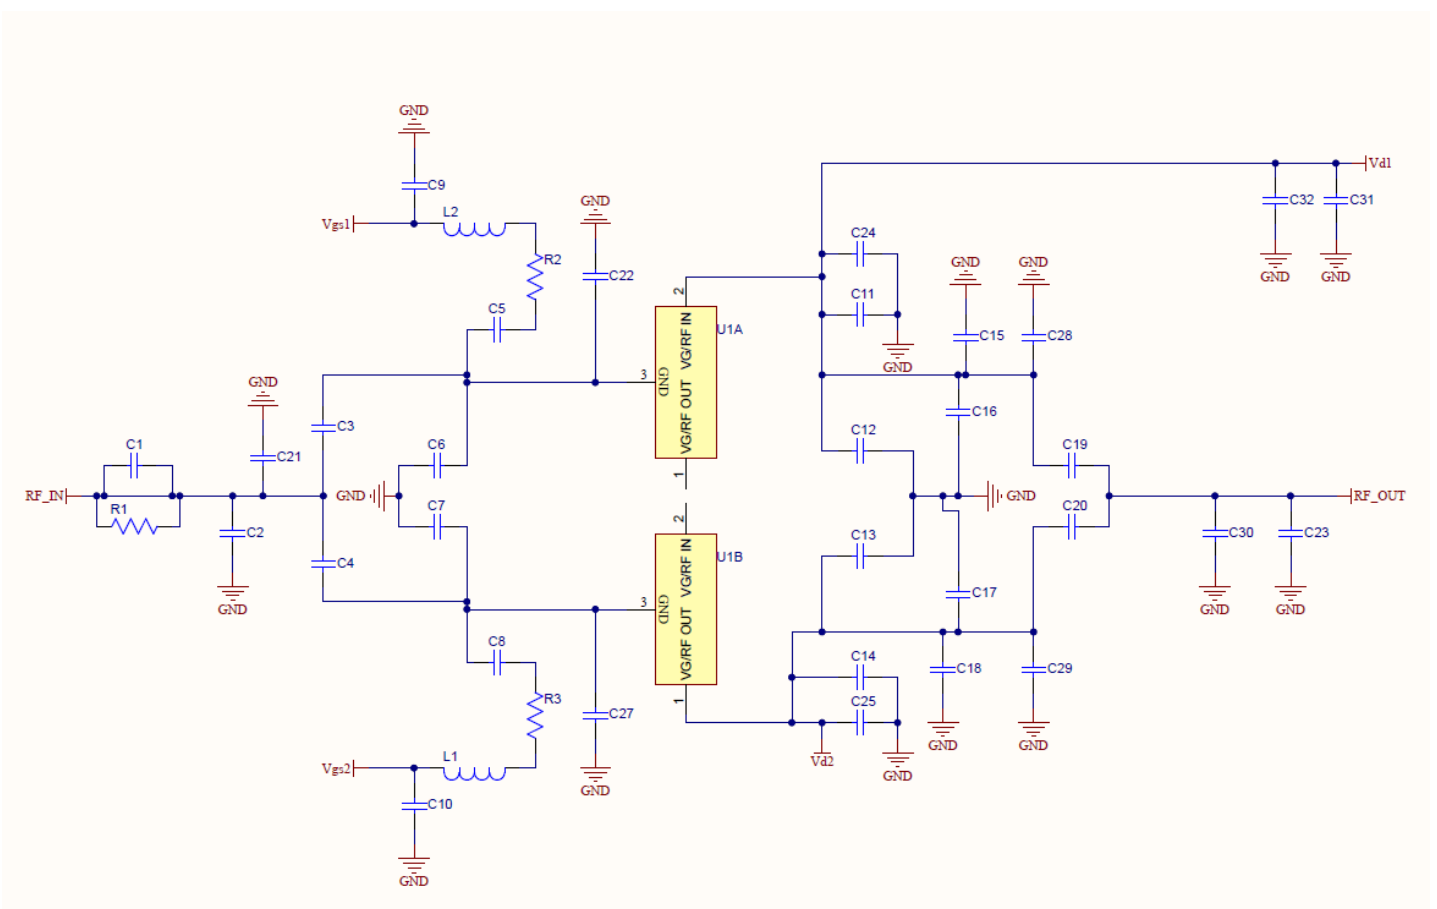 GND
Vd1
C9
C32
C31
Vgs1
L2
GND
C24
GND
GND
R2
C22
GND
GND
2
C11
C5
U1A
C15
C28
VG/RF IN
GND
GND
3
GND
VG/RF OUT
C16
C3
C12
C19
C1
C21
C6
1
RF_IN
GND
GND
RF_OUT
R1
C7
2
C20
C2
C30
C23
C4
C13
U1B
VG/RF IN
C17
GND
3
GND
GND
GND
VG/RF OUT
C8
C14
C18
C29
R3
1
C25
C27
GND
GND
Vgs2
L1
Vd2
GND
GND
C10
GND